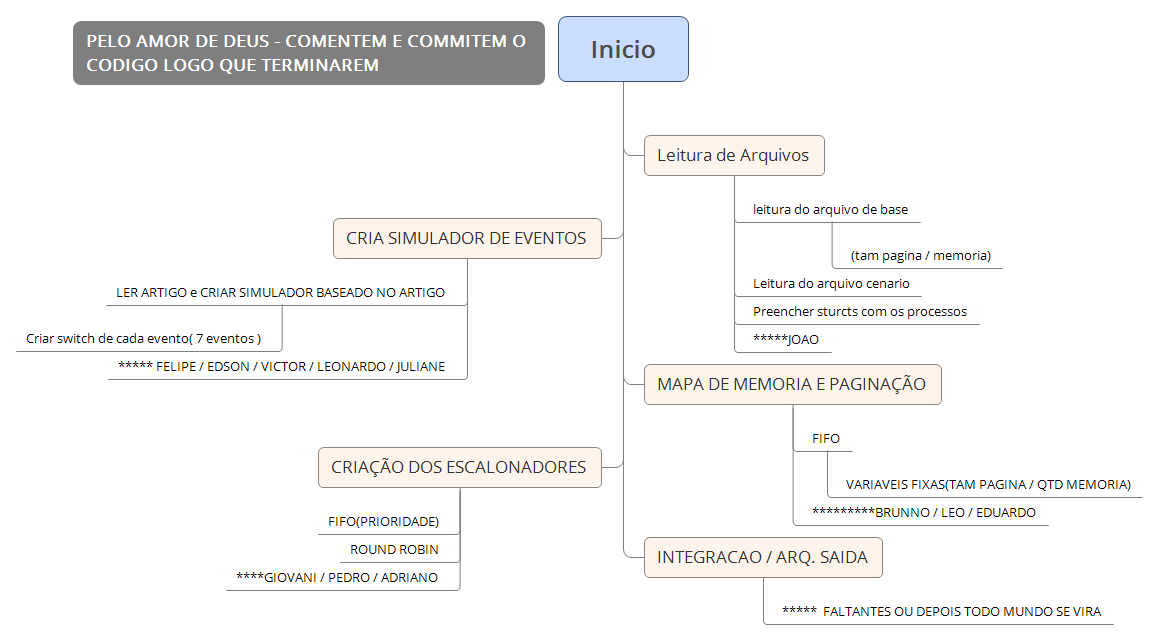 PELO AMOR DE DEUS - COMENTEM E COMMITEM O
CODIGO LOGO QUE TERMINAREM
Inicio
Leitura de Arquivos
leitura do arquivo de base
(tam pagina / memoria)
Leitura do arquivo cenario
Preencher sturcts com os processos
*****JOAO
CRIA SIMULADOR DE EVENTOS
LER ARTIGO e CRIAR SIMULADOR BASEADO NO ARTIGO
Criar switch de cada evento( 7 eventos )
***** FELIPE / EDSON / VICTOR / LEONARDO / JULIANE
MAPA DE MEMORIA E PAGINAÇÃO
FIFO
VARIAVEIS FIXAS(TAM PAGINA / QTD MEMORIA)
*********BRUNNO / LEO / EDUARDO
CRIAÇÃO DOS ESCALONADORES
FIFO(PRIORIDADE)
ROUND ROBIN
****GIOVANI / PEDRO / ADRIANO
INTEGRACAO / ARQ. SAIDA
***** FALTANTES OU DEPOIS TODO MUNDO SE VIRA